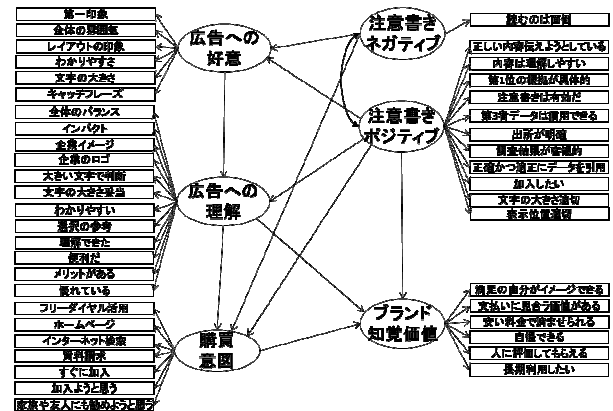 第一印象
全体の雰囲気
レイアウトの印象
わかりやすさ
文字の大きさ
キャッチフレーズ
全体のバランス
インパクト
企業イメージ
企業のロゴ
大きい文字で判断
文字の大きさ妥当
わかりやすい
選択の参考
理解できた
便利だ
メリットがある
優れている
フリーダイヤル活用
ホームページ
インターネット検索
資料請求
すぐに加入
加入ようと思う
家族や友人にも勧めようと思う
広告への
好意
広告への
理解
購買
意図
注意書き
ネガティブ
注意書き
ポジティブ
ブランド
知覚価値
読むのは面倒
正しい内容伝えようとしている
内容は理解しやすい
第1位の根拠が具体的
注意書きは有効だ
第3者データは信用できる
出所が明確
調査結果が客観的
正確かつ適正にデータを引用
加入したい
文字の大きさ適切
表示位置適切
満足の自分がイメージできる
支払いに見合う価値がある
安い料金で済ませられる
自慢できる
人に評価してもらえる
長期利用したい